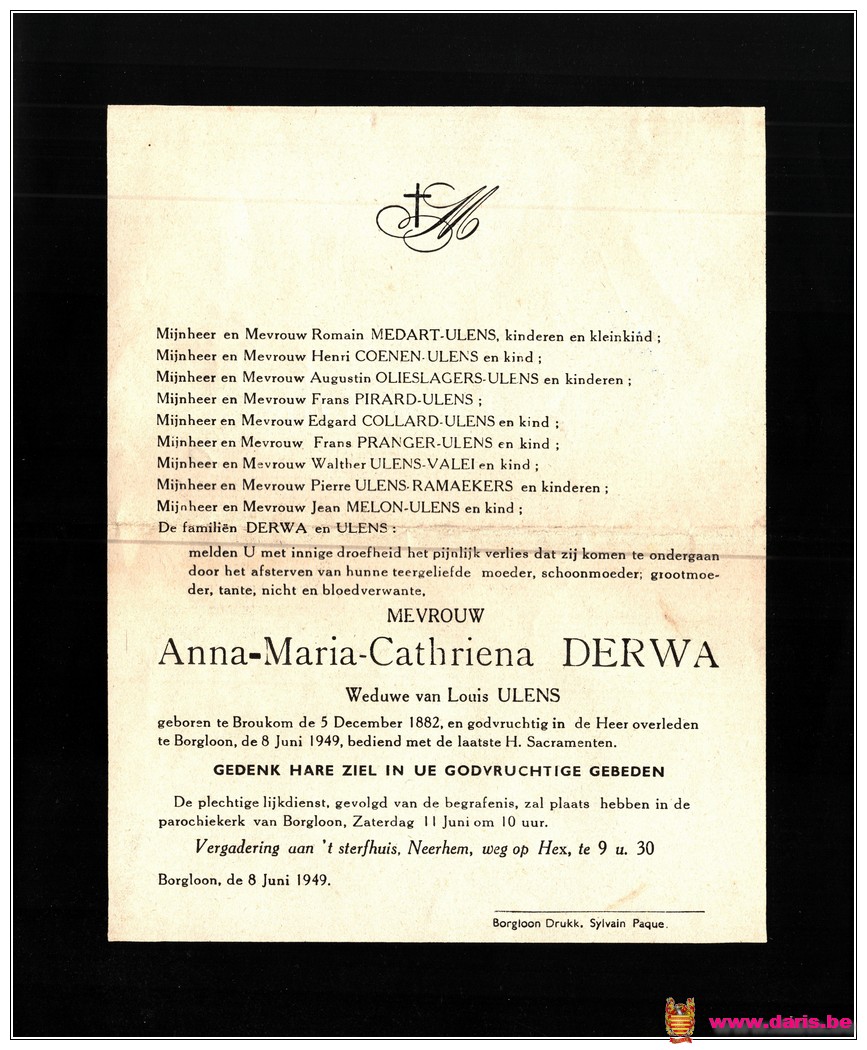 M
Mijnheer en Mevrouw Romain MEDART-ULENS, kinderen en kleinkind ;
Mijnheer en Mevrouw Henri COENEN-ULENS en kind ;
Mijnheer en Mevrouw Augustin OLIESLAGERS-ULENS en kinderen ;
Mijnheer en Mevrouw Frans PIRARD-ULENS ;
Mijnheer en Mevrouw Edgard COLLARD-ULENS en kind ;
Mijnheer en Mevrouw Frans PRANGER-ULENS en kind ;
Mijnheer en Mevrouw Walther ULENS-VALEI en kind ;
Mijnheer en Mevrouw Pierre ULENS-RAMAEKERS en kinderen ;
Mijnheer en Mevrouw Jean MELON-ULENS en kind ;
De familiën DERWA en ULENS :
melden U met innige droefheid het pijnlijk verlies dat zij komen te ondergaan
door het afsterven van hunne teergeliefde moeder, schoonmoeder; grootmoe-
der, tante, nicht en bloedverwante,
MEVROUW
Anna-Maria-Cathriena DERWA
Weduwe van Louis ULENS
geboren te Broukom de 5 December 1882, en godvruchtig in de Heer overleden
te Borgloon, de 8 Juni 1949, bediend met de laatste H. Sacramenten.
GEDENK HARE ZIEL IN UE GODVRUCHTIGE GEBEDEN
De plechtige lijkdienst, gevolgd van de begrafenis, zal plaats hebben in de
parochiekerk van Borgloon, Zaterdag 11 Juni om 10 uur.
Vergadering aan 't sterfhuis, Neerhem, weg op Hex, te 9 u. 30
Borgloon, de 8 Juni 1949.
Borgloon Drukk. Sylvain Paque.
www.daris.be